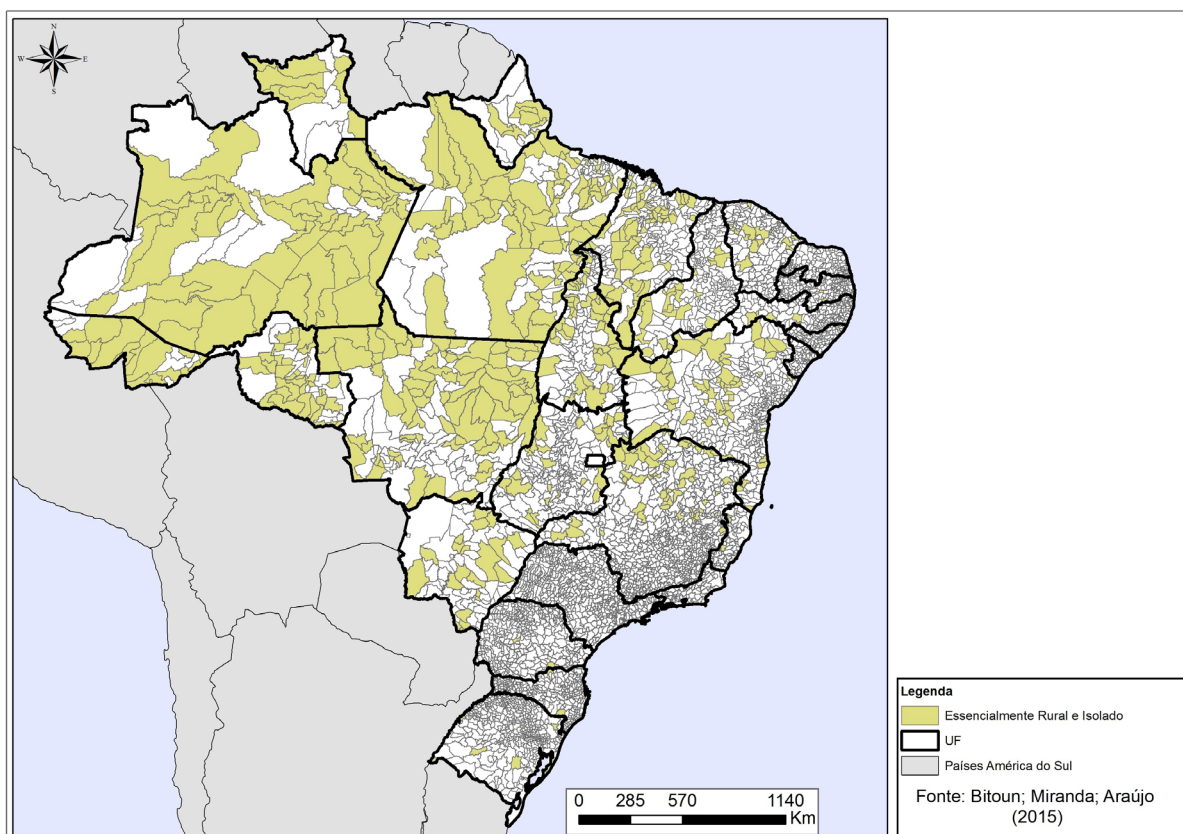 N
W E
S
Legenda
Essencialmente Rural e Isolado
UF
Países América do Sul
Fonte: Bitoun; Miranda; Araújo
(2015)
0 285 570 1140
Km